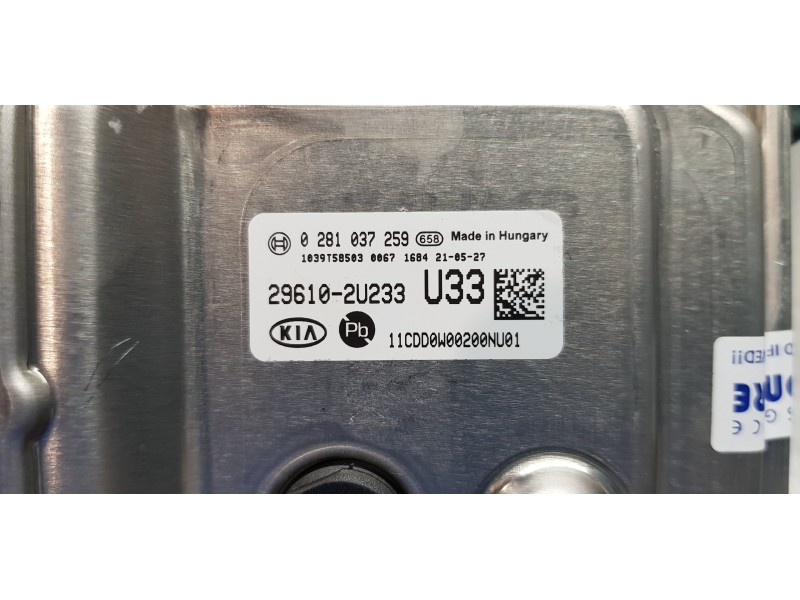 0 281 037 259 658 Made in Hungary
1039T58503 0067 1684 21-05-27
29610-2U233 U33
KIA Pb 11CDD0W00200NU01